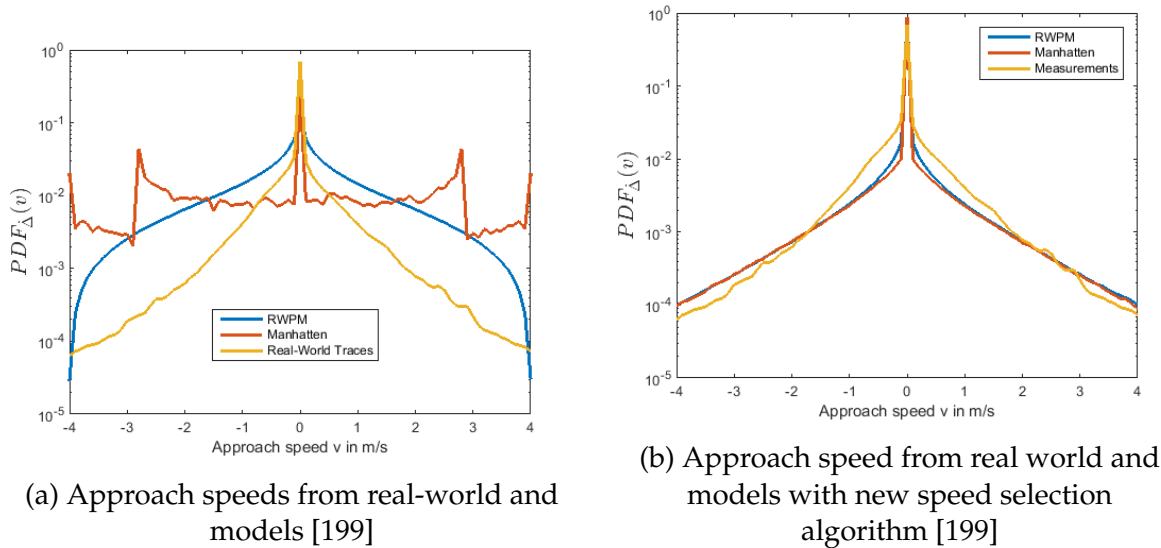 10^0
10^-1
10^-2
10^-3
10^-4
10^-5
PDF_Δ̇(v)
RWPM
Manhatten
Real-World Traces
-4 -3 -2 -1 0 1 2 3 4
Approach speed v in m/s
(a) Approach speeds from real-world and
models [199]
10^0
10^-1
10^-2
10^-3
10^-4
10^-5
PDF_Δ̇(v)
RWPM
Manhatten
Measurements
-4 -3 -2 -1 0 1 2 3 4
Approach speed v in m/s
(b) Approach speed from real world and
models with new speed selection
algorithm [199]